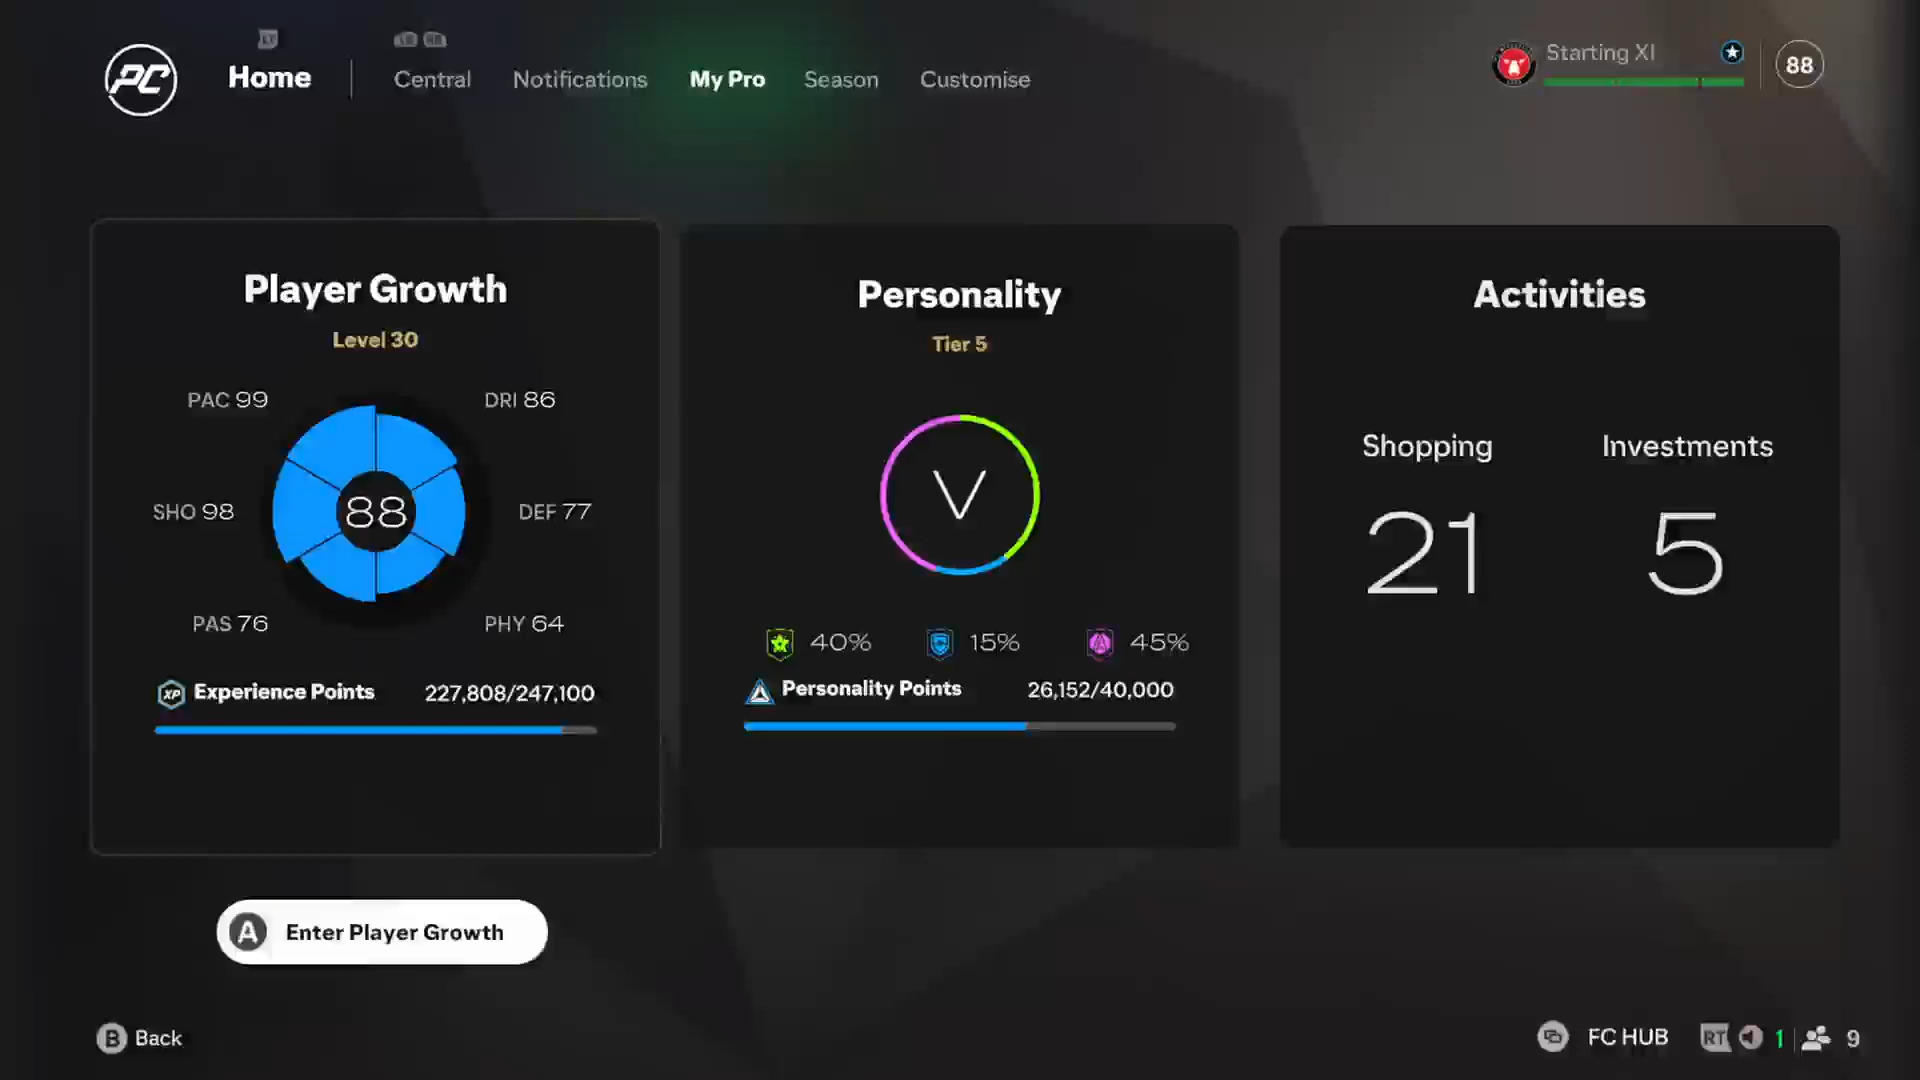 PC
Home
Central
Notifications
My Pro
Season
Customise
Starting XI
88
Player Growth
Level 30
PAC 99
DRI 86
SHO 98
88
DEF 77
PAS 76
PHY 64
XP Experience Points 227,808/247,100
Personality
Tier 5
V
40% 15% 45%
Personality Points 26,152/40,000
Activities
Shopping
Investments
21
5
A Enter Player Growth
B Back
FC HUB
RT 1
9